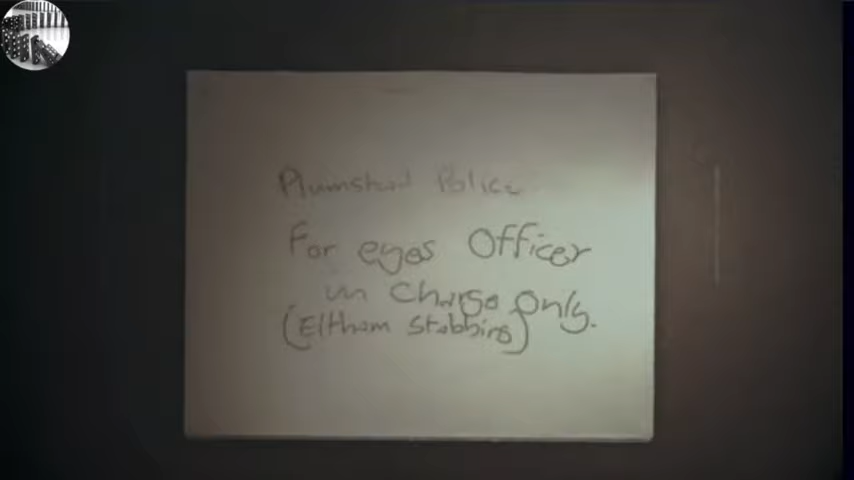 Plumstead Police
For eyes Officer
in Charge Only.
(Eltham Stabbing)